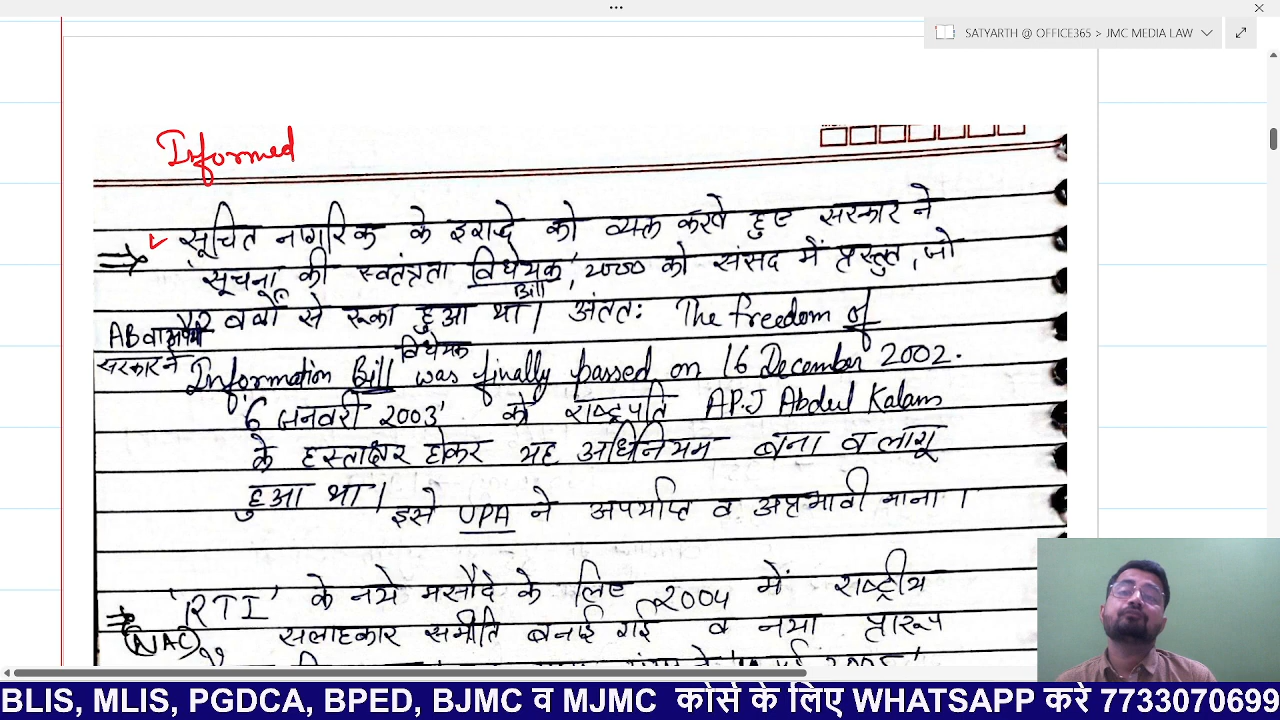 SATYARTH @ OFFICE365 > JMC MEDIA LAW
Informed
सूचित नागरिक के इरादे को व्यक्त करते हुए सरकार ने
सूचना की स्वतंत्रता विधेयक, 2000 को संसद में प्रस्तुत, जो
Bill
वर्षों से रूका हुआ था। अंततः The freedom of
AB
सरकार ने
विधेयक
Information Bill was finally passed on 16 December 2002.
6 जनवरी 2003' को राष्ट्रपति A.P.J Abdul Kalam
के हस्ताक्षर होकर यह अधिनियम बना व लागू
हुआ था।
इसे UPA ने अपर्याप्त व अप्रभावी माना।
'RTI' के नये मसौदे के लिए 2004 में राष्ट्रीय
(NAC) सलाहकार समीति बनाई गई व नया प्रारूप
BLIS, MLIS, PGDCA, BPED, BJMC व MJMC कोर्स के लिए WHATSAPP करे 7733070699